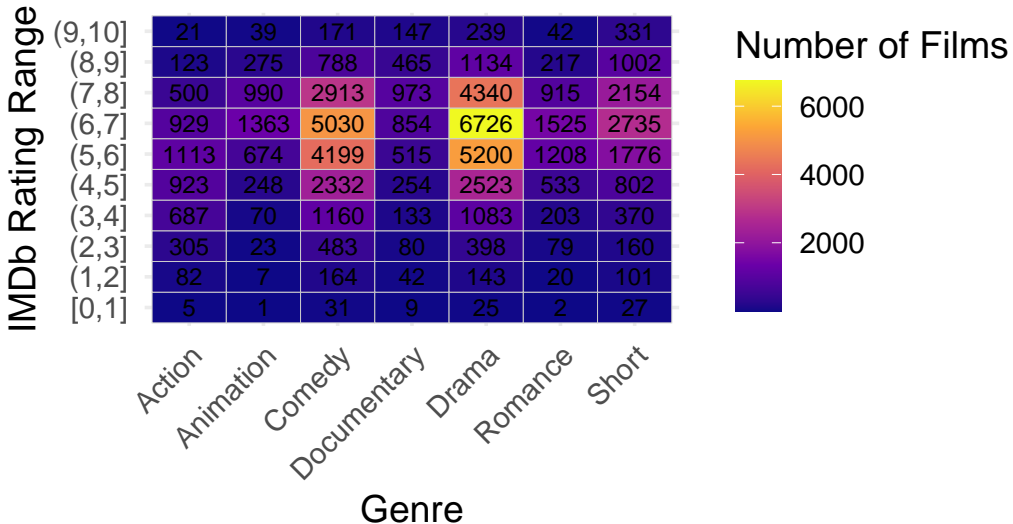 IMDb Rating Range
(9,10] 21 39 171 147 239 42 331
(8,9] 123 275 788 465 1134 217 1002
(7,8] 500 990 2913 973 4340 915 2154
(6,7] 929 1363 5030 854 6726 1525 2735
(5,6] 1113 674 4199 515 5200 1208 1776
(4,5] 923 248 2332 254 2523 533 802
(3,4] 687 70 1160 133 1083 203 370
(2,3] 305 23 483 80 398 79 160
(1,2] 82 7 164 42 143 20 101
[0,1] 5 1 31 9 25 2 27
Action Animation Comedy Documentary Drama Romance Short
Genre
Number of Films
6000
4000
2000